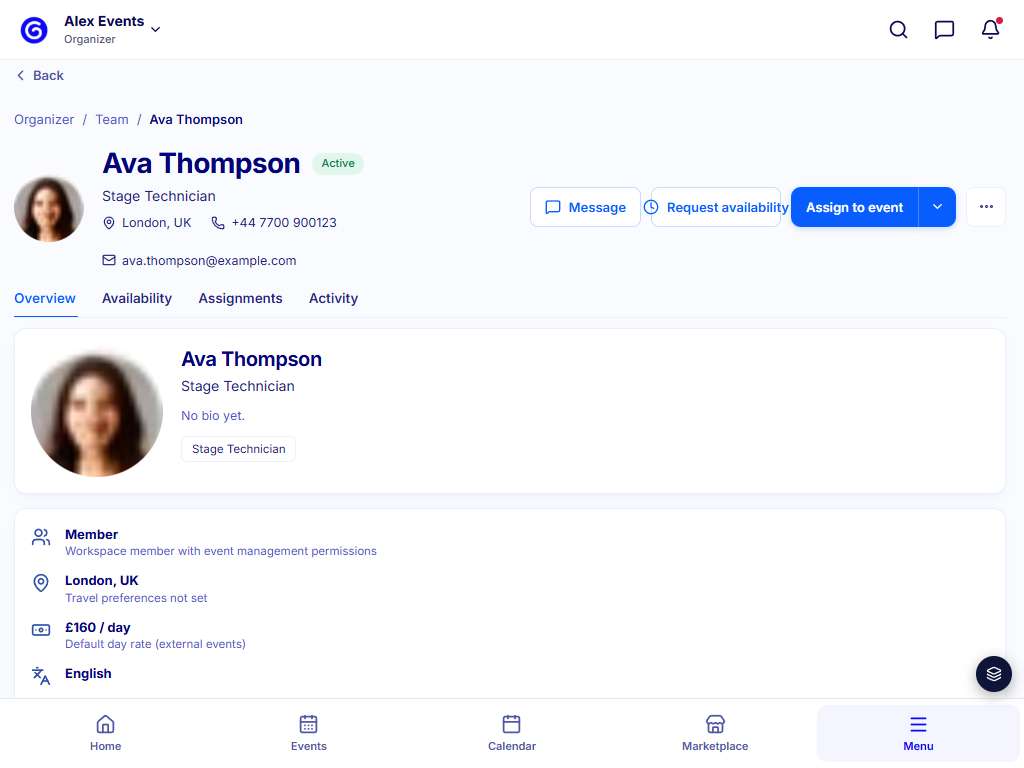 Alex Events
Organizer
Back
Organizer / Team / Ava Thompson
Ava Thompson
Active
Stage Technician
London, UK
+44 7700 900123
ava.thompson@example.com
Message
Request availability
Assign to event
Overview
Availability
Assignments
Activity
Ava Thompson
Stage Technician
No bio yet.
Stage Technician
Member
Workspace member with event management permissions
London, UK
Travel preferences not set
£160 / day
Default day rate (external events)
English
Home
Events
Calendar
Marketplace
Menu